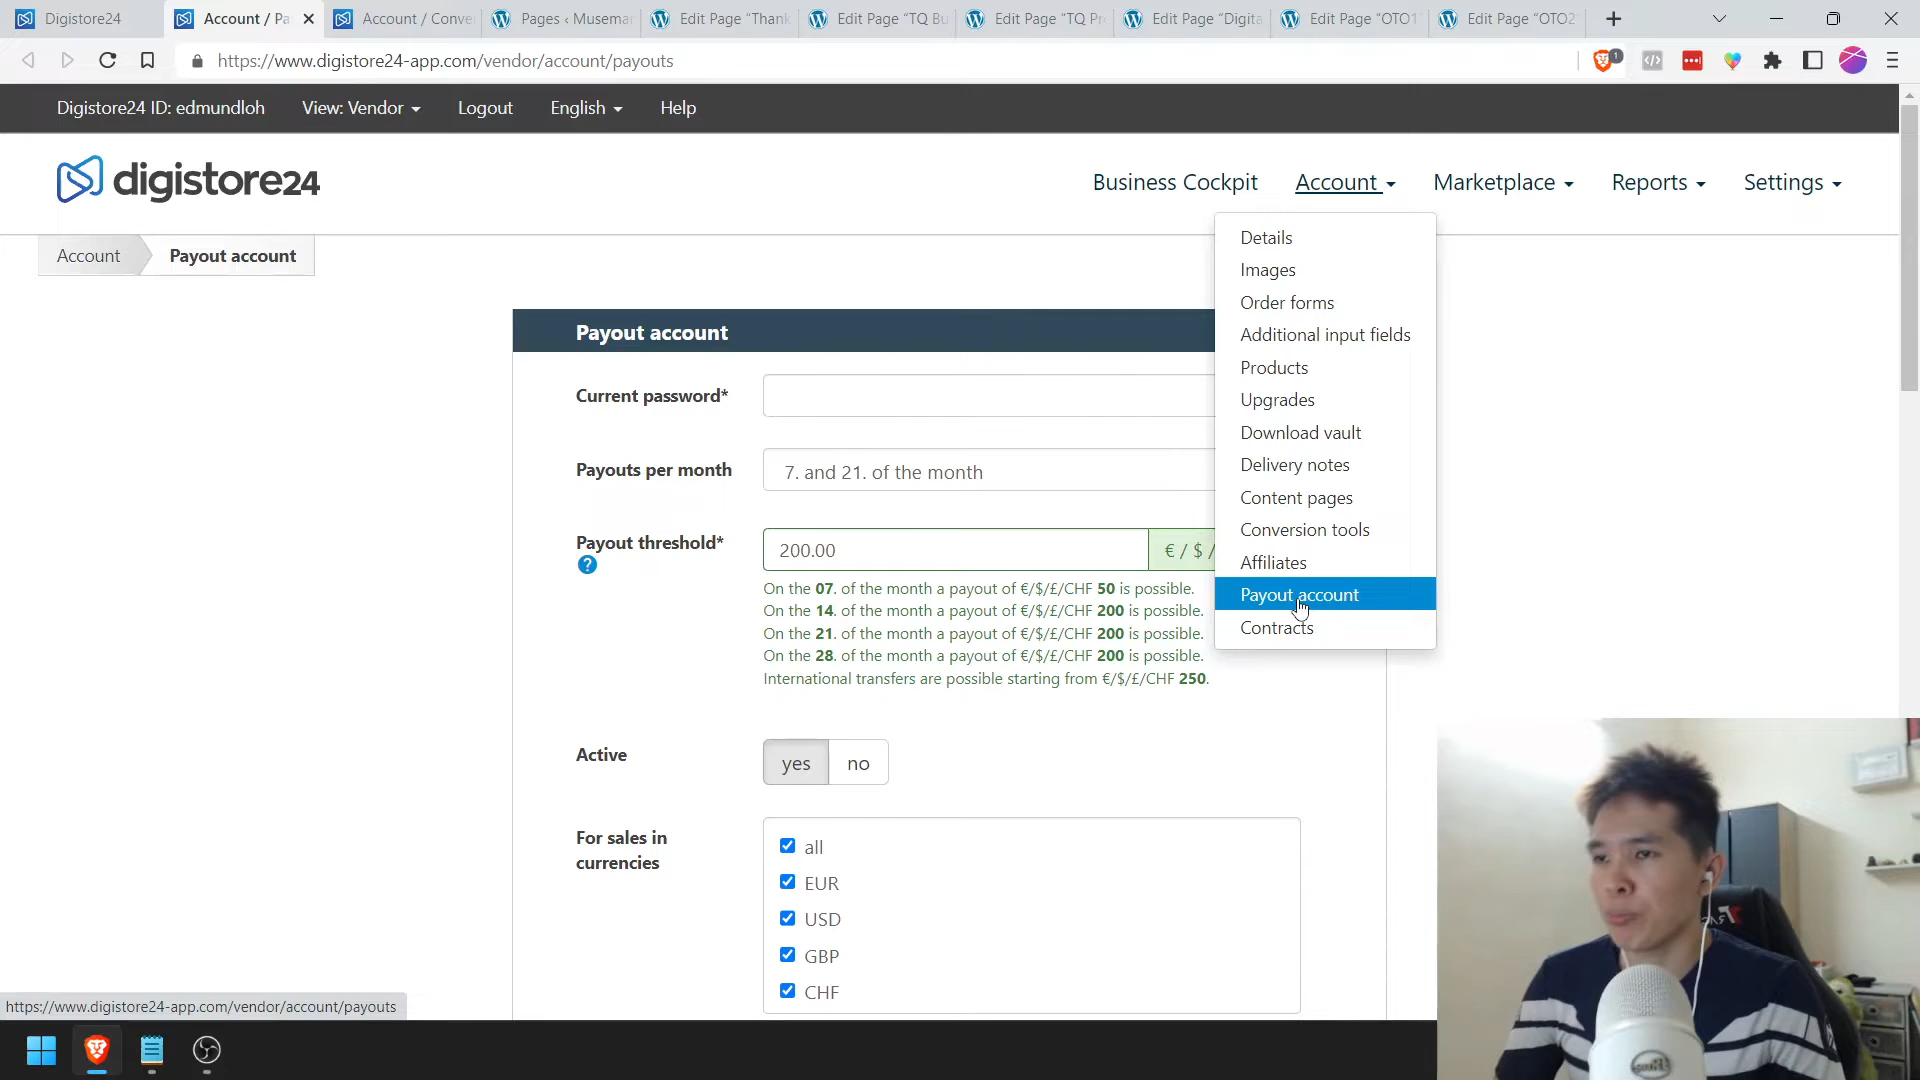 Digistore24
Account / Pa
Account / Conve
Pages ‹ Musemar
Edit Page “Thank
Edit Page “TQ Bu
Edit Page “TQ Pr
Edit Page “Digita
Edit Page “OTO1”
Edit Page “OTO2”
https://www.digistore24-app.com/vendor/account/payouts
1
Digistore24 ID: edmundloh
View: Vendor
Logout
English
Help
digistore24
Business Cockpit
Account
Marketplace
Reports
Settings
Account
Payout account
Details
Images
Order forms
Additional input fields
Products
Upgrades
Download vault
Delivery notes
Content pages
Conversion tools
Affiliates
Payout account
Contracts
Payout account
Current password*
Payouts per month
7. and 21. of the month
Payout threshold*
200.00
€ / $ /
On the 07. of the month a payout of €/$/£/CHF 50 is possible.
On the 14. of the month a payout of €/$/£/CHF 200 is possible.
On the 21. of the month a payout of €/$/£/CHF 200 is possible.
On the 28. of the month a payout of €/$/£/CHF 200 is possible.
International transfers are possible starting from €/$/£/CHF 250.
Active
yes
no
For sales in
currencies
all
EUR
USD
GBP
CHF
https://www.digistore24-app.com/vendor/account/payouts